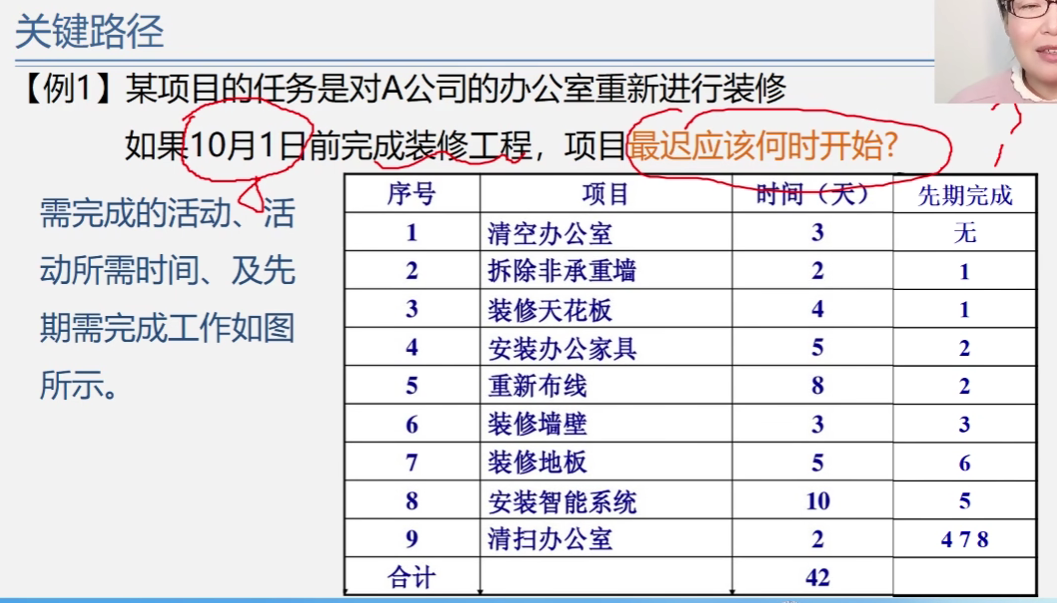 关键路径
【例1】某项目的任务是对A公司的办公室重新进行装修
如果10月1日前完成装修工程，项目最迟应该何时开始?
需完成的活动、活
动所需时间、及先
期需完成工作如图
所示。
序号 项目 时间（天） 先期完成
1 清空办公室 3 无
2 拆除非承重墙 2 1
3 装修天花板 4 1
4 安装办公家具 5 2
5 重新布线 8 2
6 装修墙壁 3 3
7 装修地板 5 6
8 安装智能系统 10 5
9 清扫办公室 2 4 7 8
合计 42